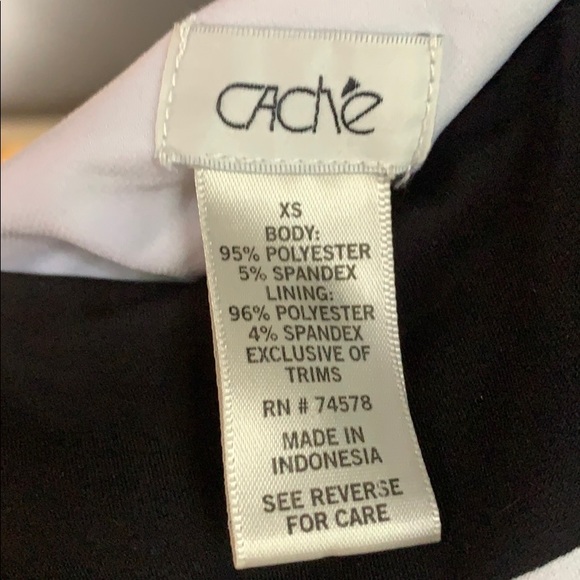 CAché
XS
BODY:
95% POLYESTER
5% SPANDEX
LINING:
96% POLYESTER
4% SPANDEX
EXCLUSIVE OF
TRIMS
RN # 74578
MADE IN
INDONESIA
SEE REVERSE
FOR CARE